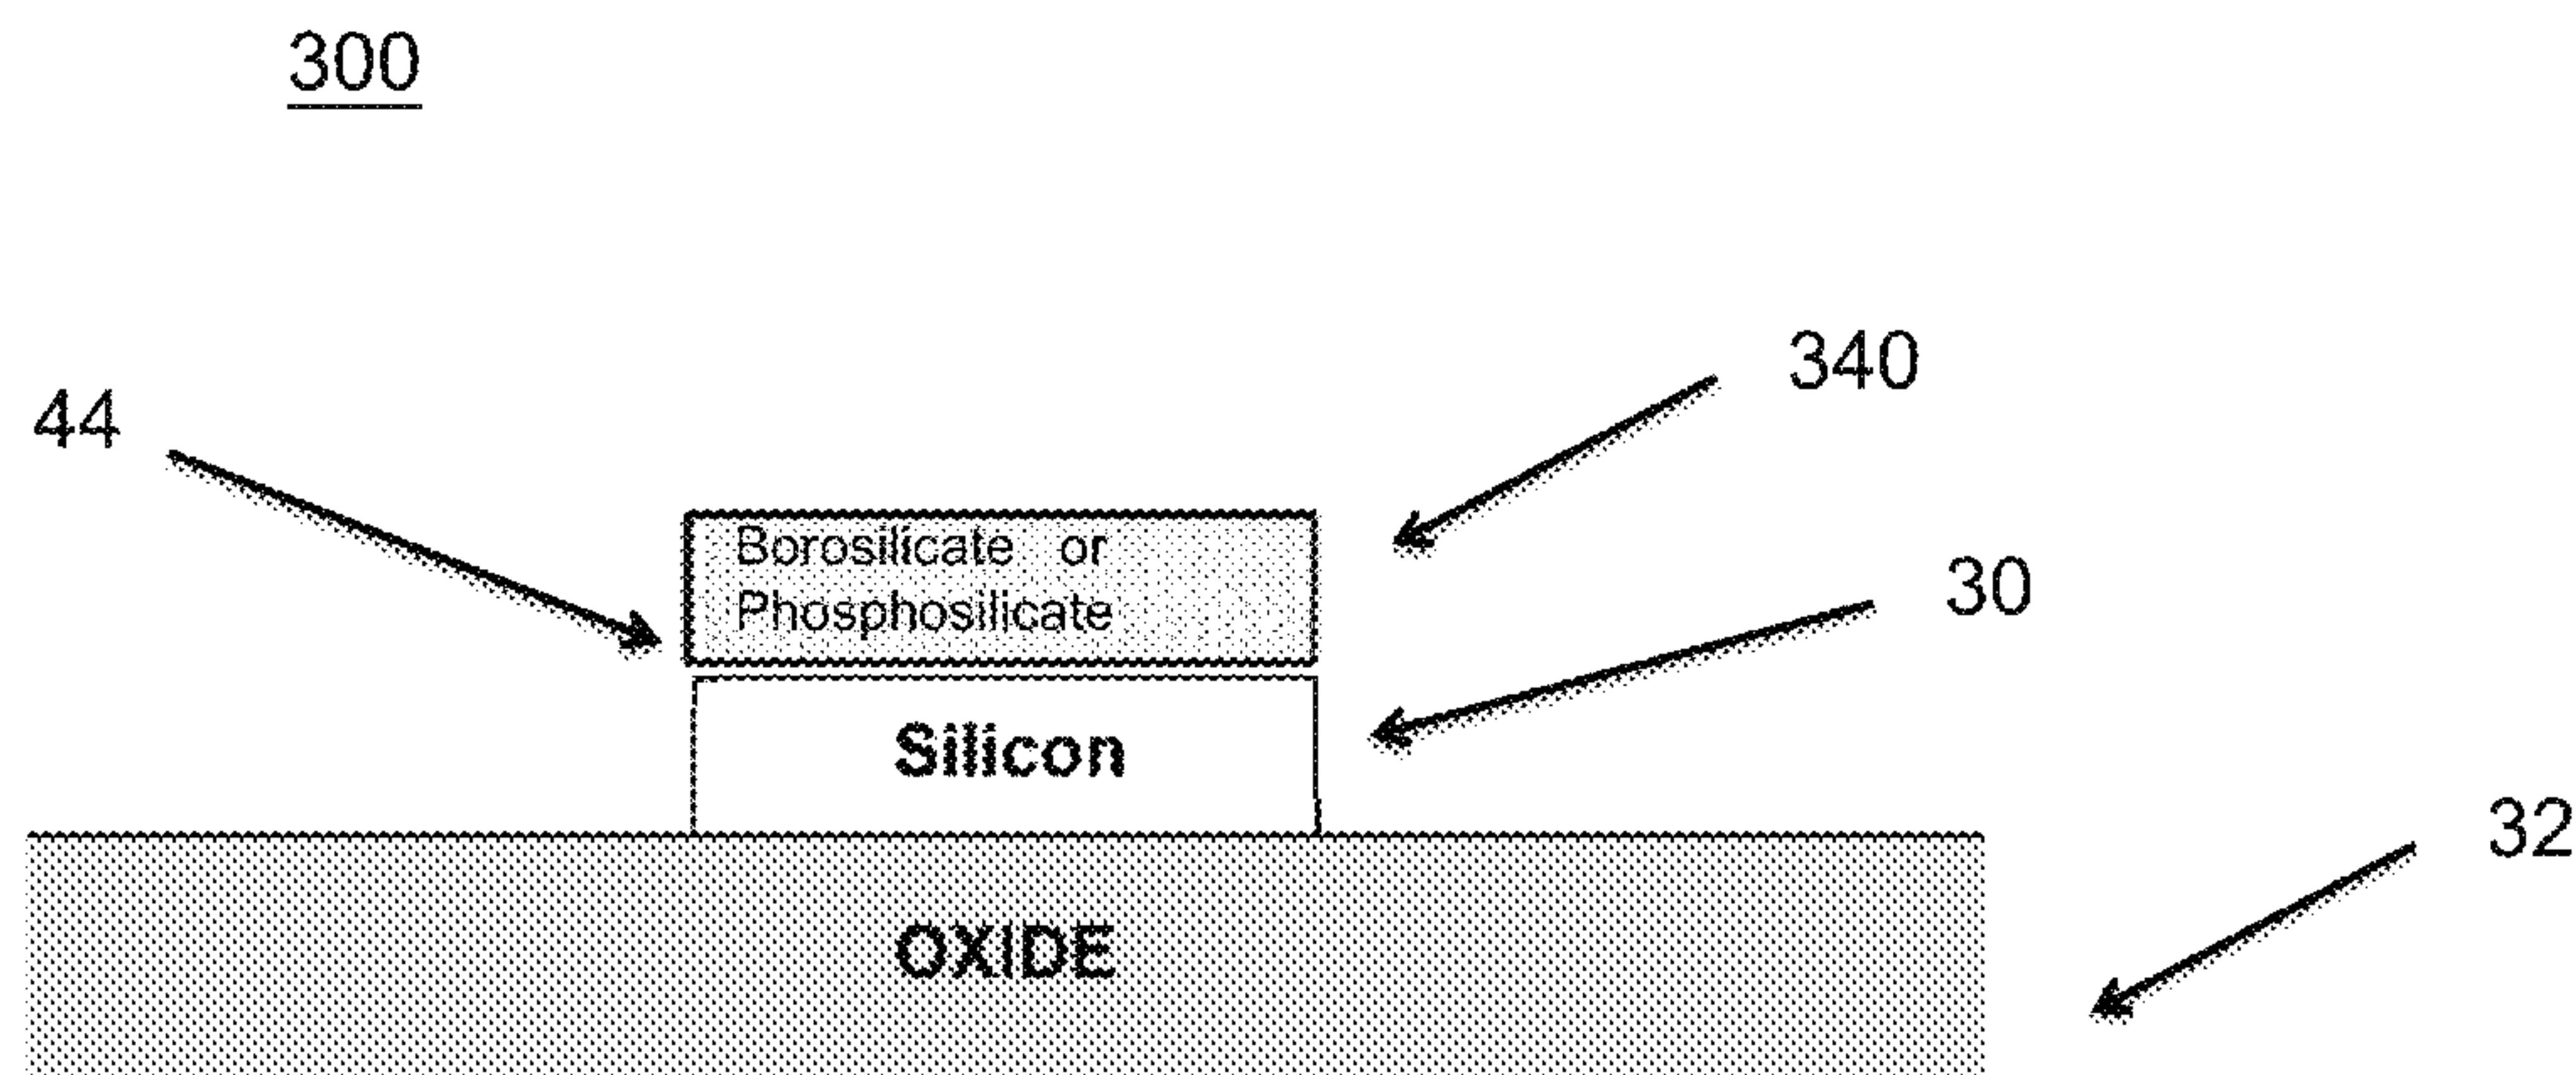 300
340
44
Borosilicate or
30
Phosphosilicate
Silicon
32
OXIDE